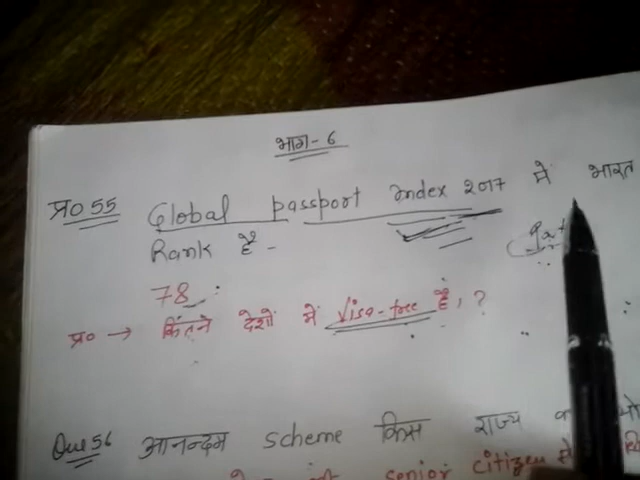 भाग-6
प्र० 55 Global Passport Index 2017 में भारत
Rank है -
78
प्र० → कितने देशों में Visa-free है, ?
Que 56 आनन्दम scheme किस राज्य
senior citizen